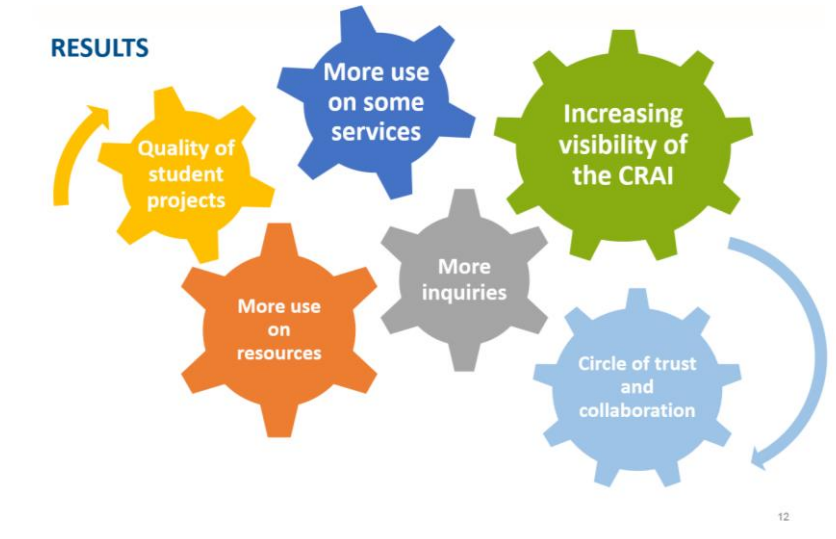 RESULTS
More use
on some
services
Increasing
visibility of
the CRAI
Quality of
student
projects
More
inquiries
More use
on
resources
Circle of trust
and
collaboration
12